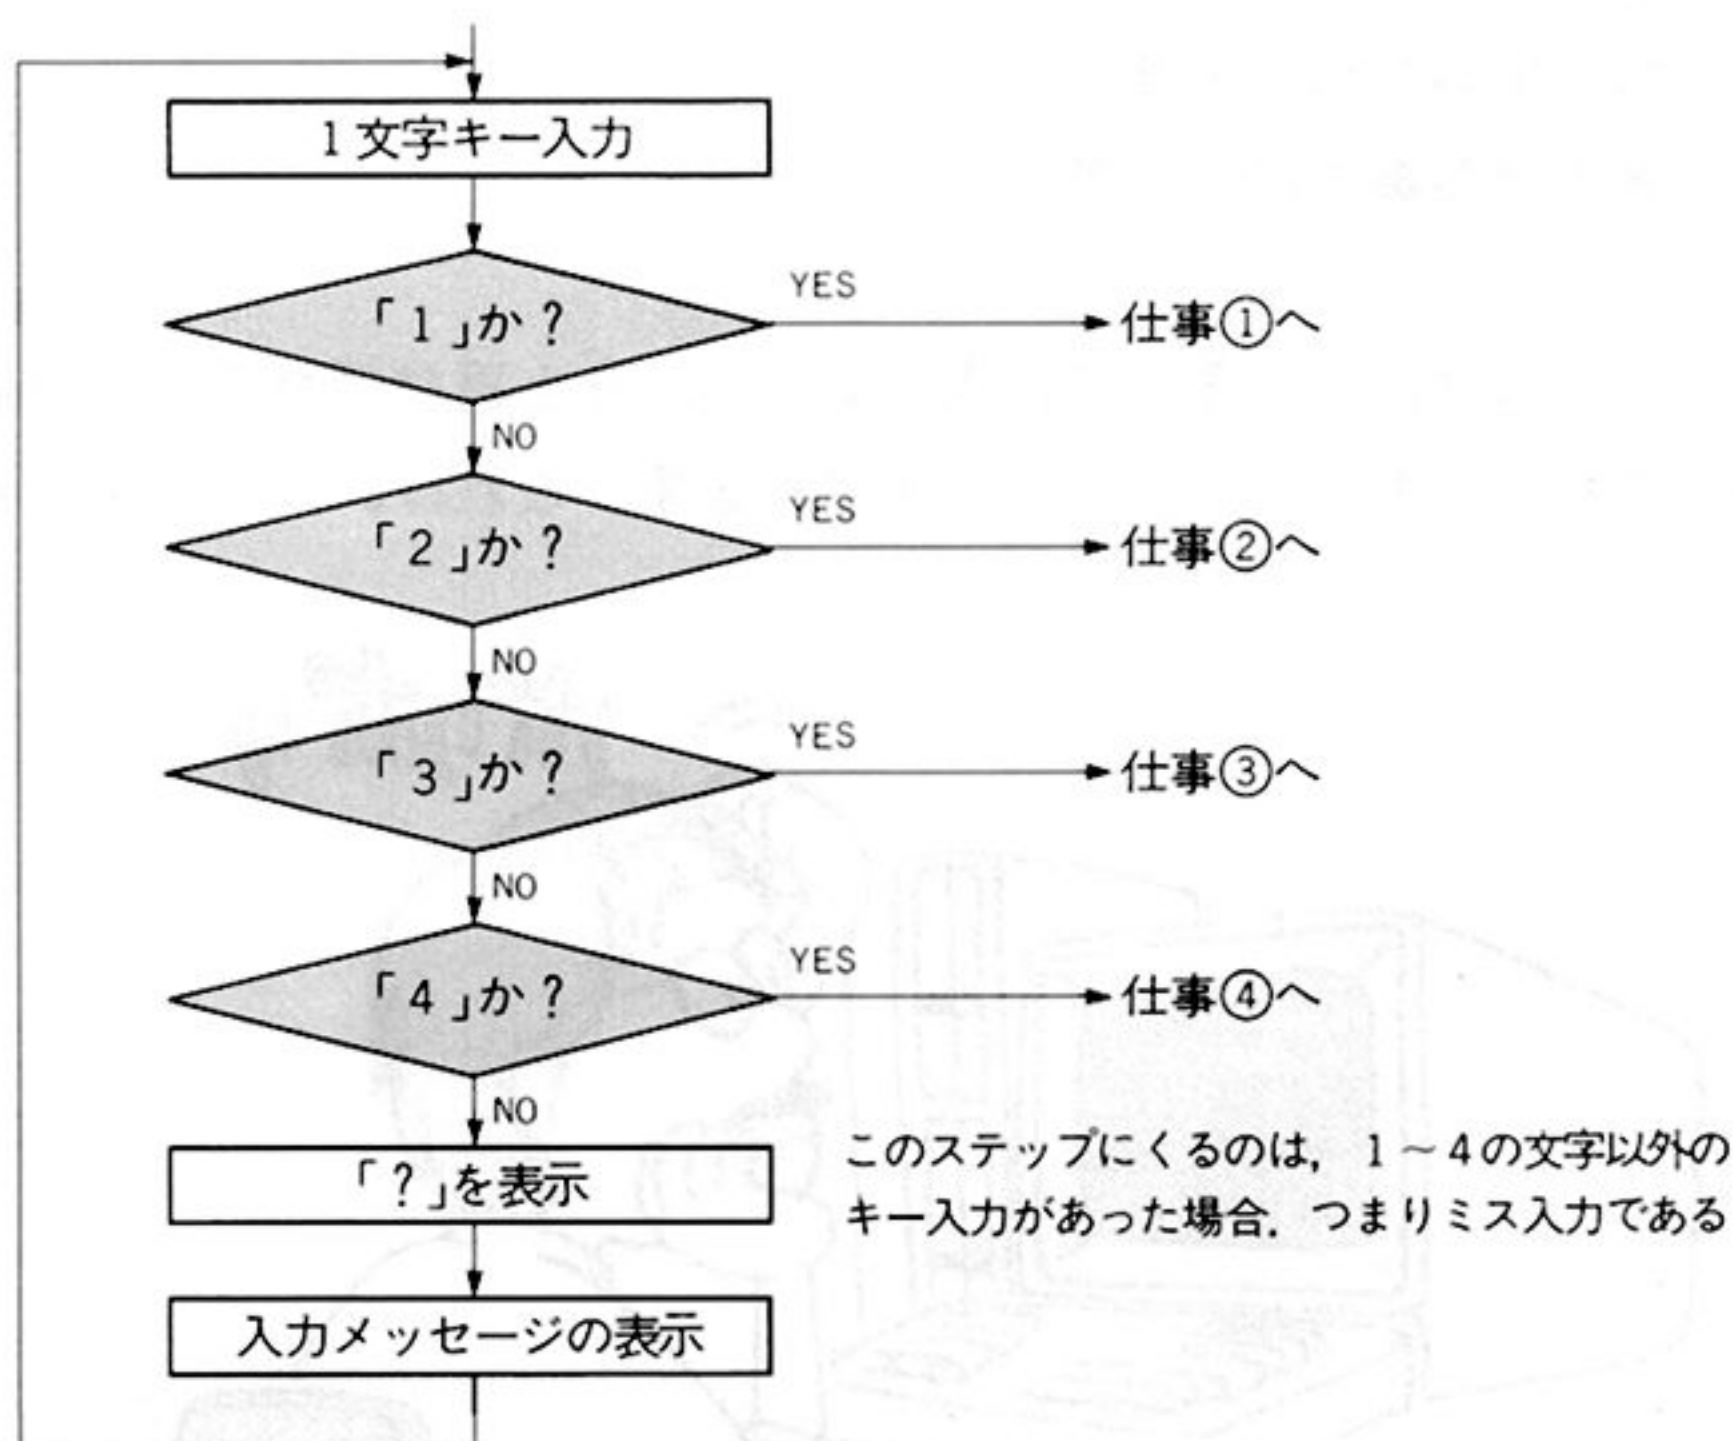 1文字キー入力
「1」か？
YES
仕事①へ
NO
「2」か？
YES
仕事②へ
NO
「3」か？
YES
仕事③へ
NO
「4」か？
YES
仕事④へ
NO
「？」を表示
このステップにくるのは，1～4の文字以外の
キー入力があった場合．つまりミス入力である
入力メッセージの表示